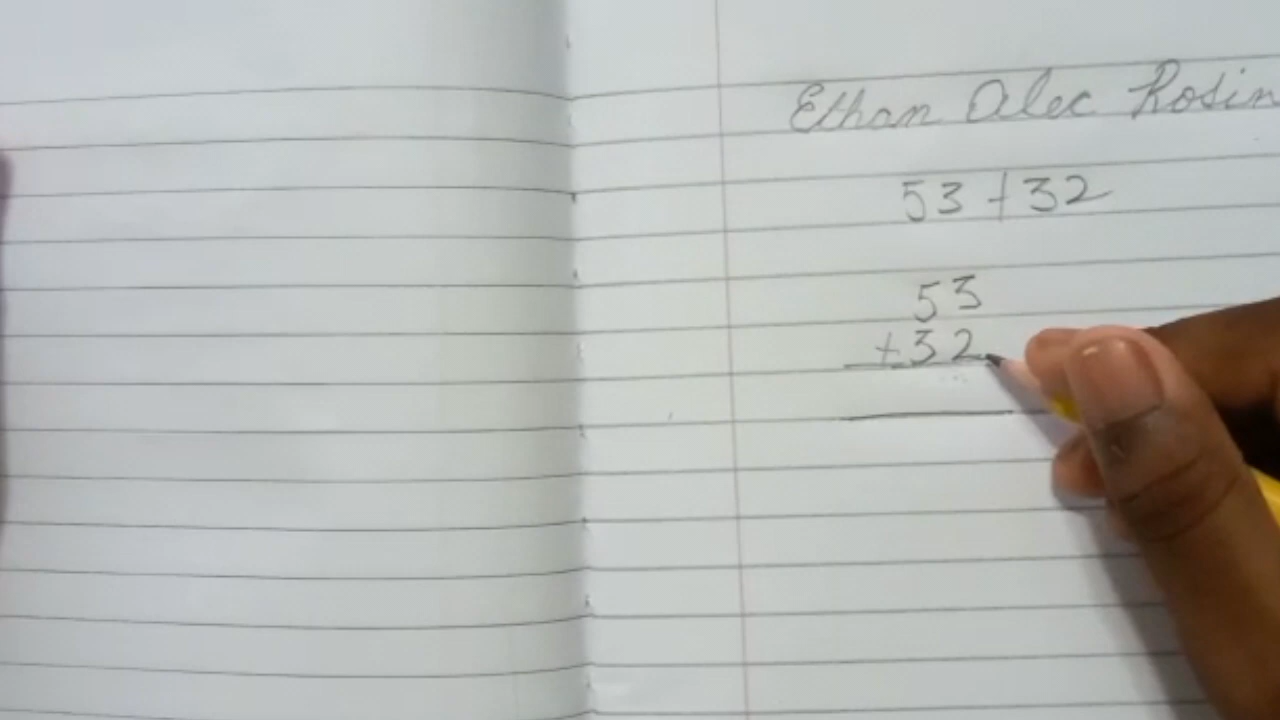 Ethan Alec Rosin
53 + 32
53
+ 32